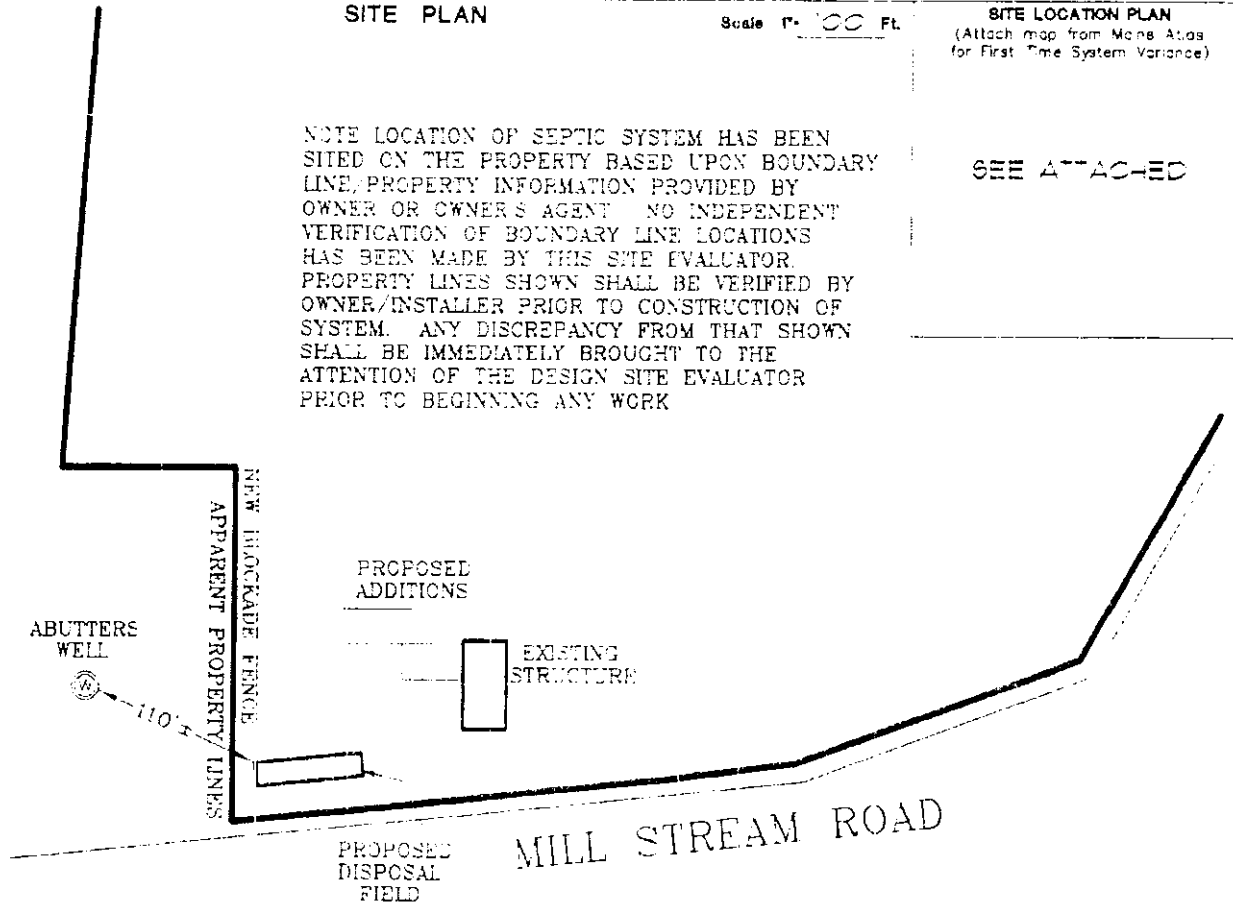 SITE PLAN
Scale 1"= 100 Ft.
SITE LOCATION PLAN
(Attach map from Maine Atlas
for First Time System Variance)
SEE ATTACHED
NOTE LOCATION OF SEPTIC SYSTEM HAS BEEN
SITED ON THE PROPERTY BASED UPON BOUNDARY
LINE/PROPERTY INFORMATION PROVIDED BY
OWNER OR OWNER'S AGENT NO INDEPENDENT
VERIFICATION OF BOUNDARY LINE LOCATIONS
HAS BEEN MADE BY THIS SITE EVALUATOR.
PROPERTY LINES SHOWN SHALL BE VERIFIED BY
OWNER/INSTALLER PRIOR TO CONSTRUCTION OF
SYSTEM. ANY DISCREPANCY FROM THAT SHOWN
SHALL BE IMMEDIATELY BROUGHT TO THE
ATTENTION OF THE DESIGN SITE EVALUATOR
PRIOR TO BEGINNING ANY WORK
NEW BLOCKADE FENCE
APPARENT PROPERTY LINES
PROPOSED
ADDITIONS
ABUTTERS
WELL
W
110'±
EXISTING
STRUCTURE
PROPOSED
DISPOSAL
FIELD
MILL STREAM ROAD